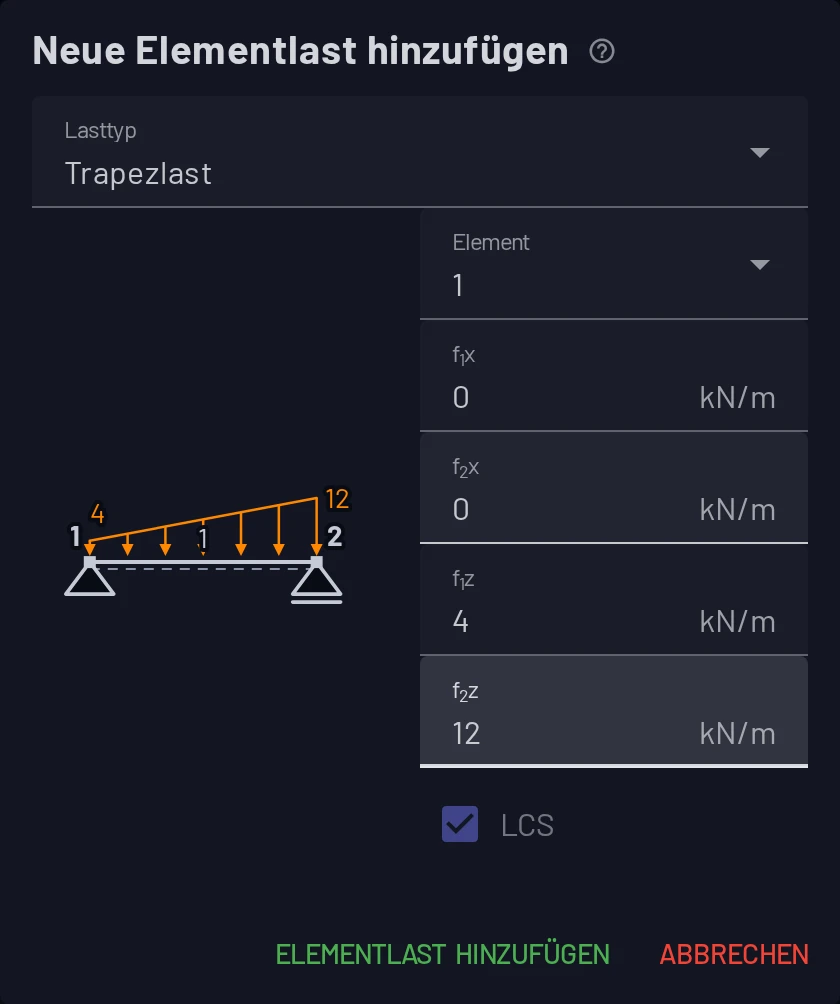 Neue Elementlast hinzufügen ?
Lasttyp
Trapezlast
Element
1
f1x
0 kN/m
f2x
0 kN/m
f1z
4 kN/m
f2z
12 kN/m
12
4
1 1 2
LCS
ELEMENTLAST HINZUFÜGEN ABBRECHEN